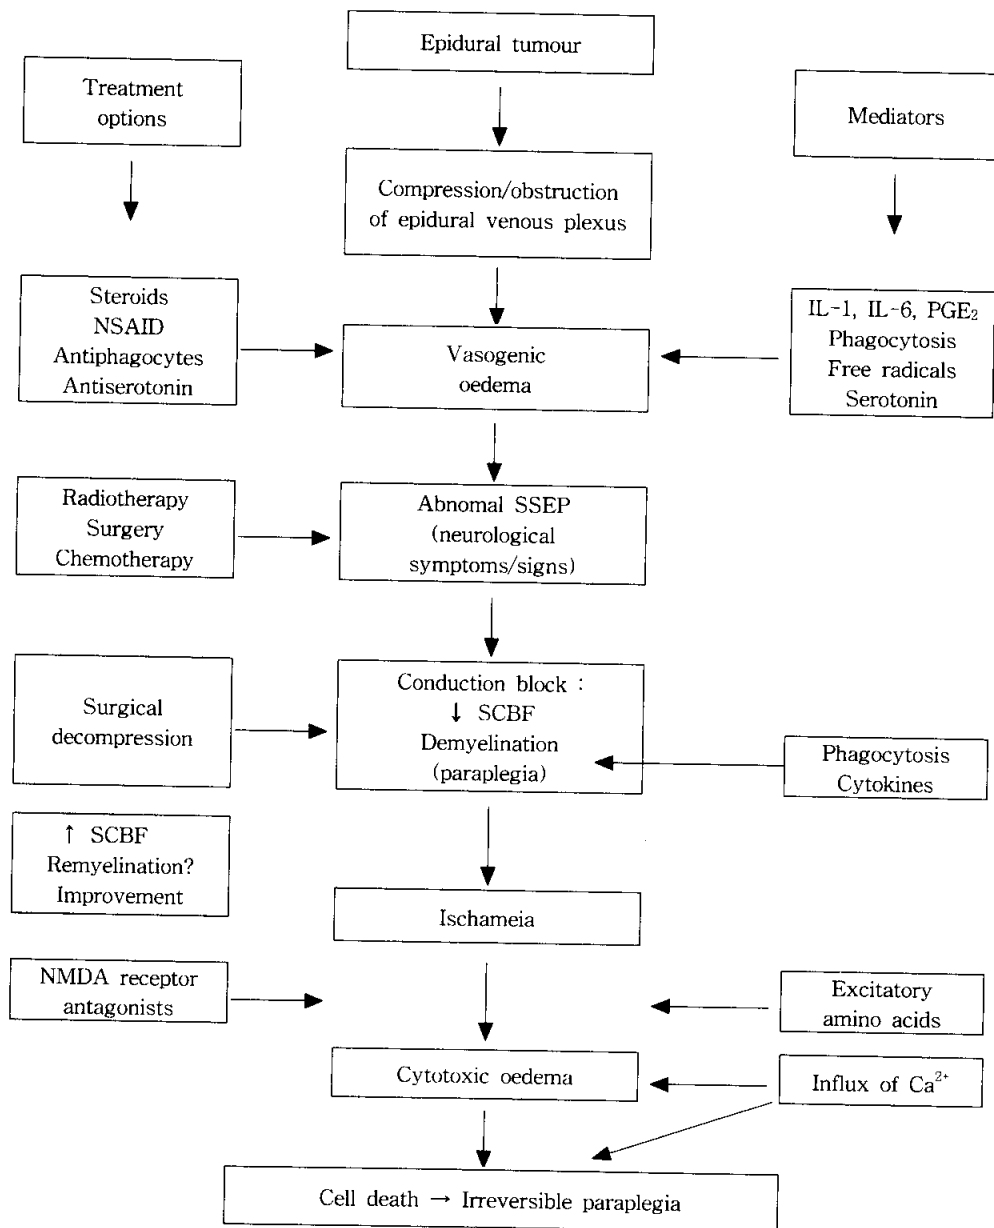 Epidural tumour
Treatment
options
Mediators
Compression/obstruction
of epidural venous plexus
Steroids
NSAID
Antiphagocytes
Antiserotonin
Vasogenic
oedema
IL-1, IL-6, PGE₂
Phagocytosis
Free radicals
Serotonin
Radiotherapy
Surgery
Chemotherapy
Abnomal SSEP
(neurological
symptoms/signs)
Surgical
decompression
Conduction block :
↓ SCBF
Demyelination
(paraplegia)
Phagocytosis
Cytokines
↑ SCBF
Remyelination?
Improvement
Ischameia
NMDA receptor
antagonists
Excitatory
amino acids
Cytotoxic oedema
Influx of Ca²⁺
Cell death → Irreversible paraplegia